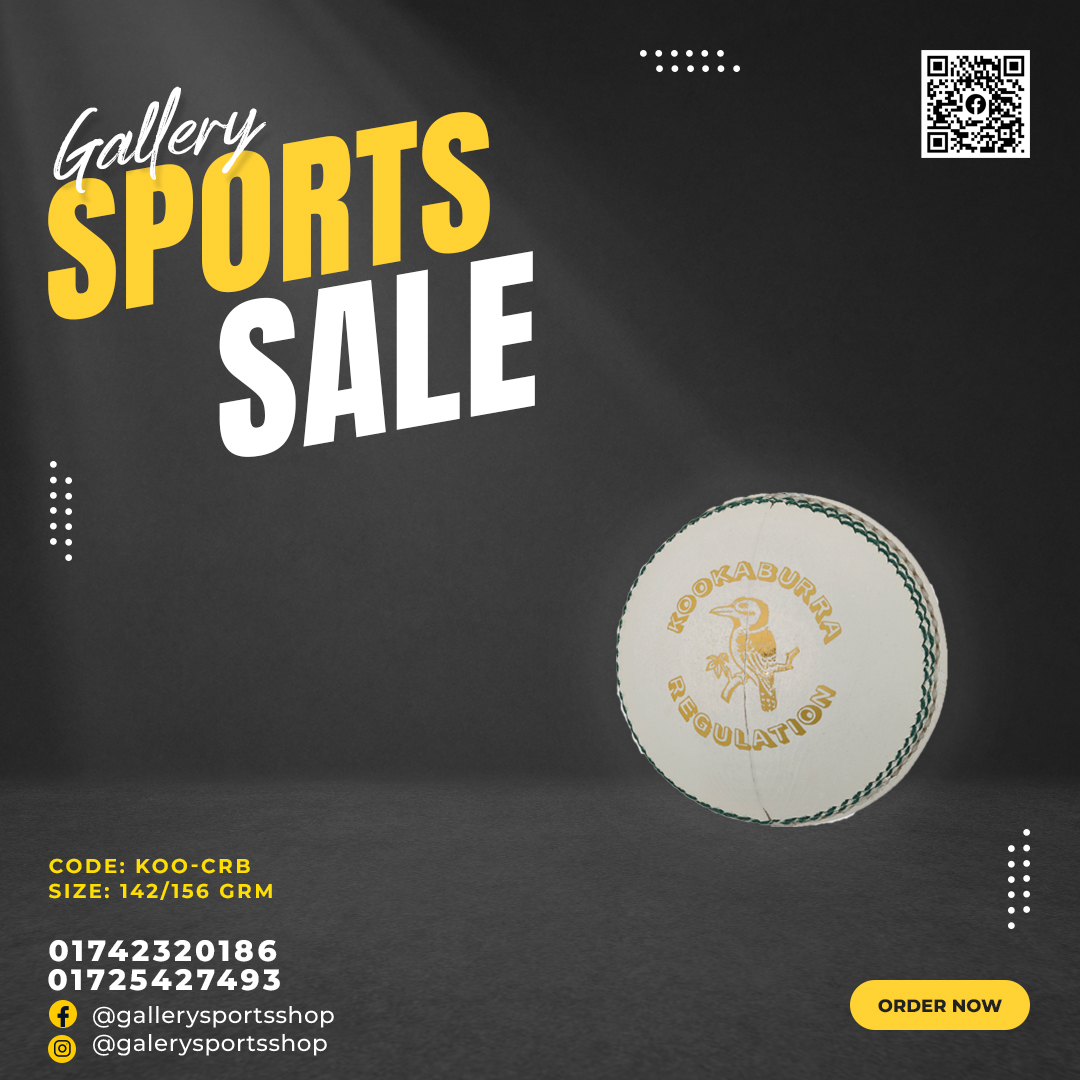 Gallery
SPORTS
SALE
KOOKABURRA
REGULATION
CODE: KOO-CRB
SIZE: 142/156 GRM
01742320186
01725427493
@gallerysportsshop
@galerysportsshop
ORDER NOW